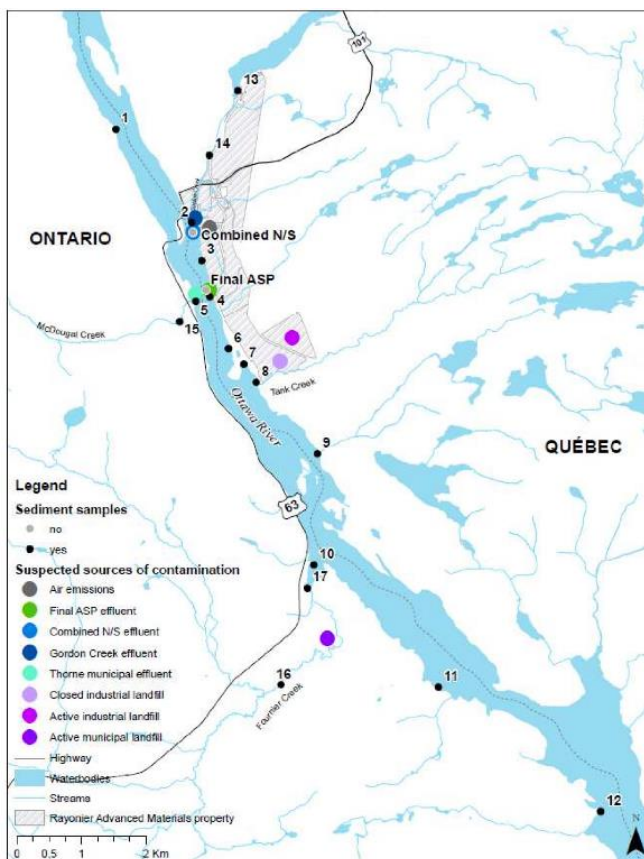 101
13
1
14
2
Combined N/S
ONTARIO
3
Final ASP
4
5
15
McDougal Creek
6
7
8
Tank Creek
Ottawa River
9
QUÉBEC
63
10
17
16
Fournier Creek
11
12
N
Legend
Sediment samples
no
yes
Suspected sources of contamination
Air emissions
Final ASP effluent
Combined N/S effluent
Gordon Creek effluent
Thorne municipal effluent
Closed industrial landfill
Active industrial landfill
Active municipal landfill
Highway
Waterbodies
Streams
Rayonier Advanced Materials property
0 0.5 1 2 Km